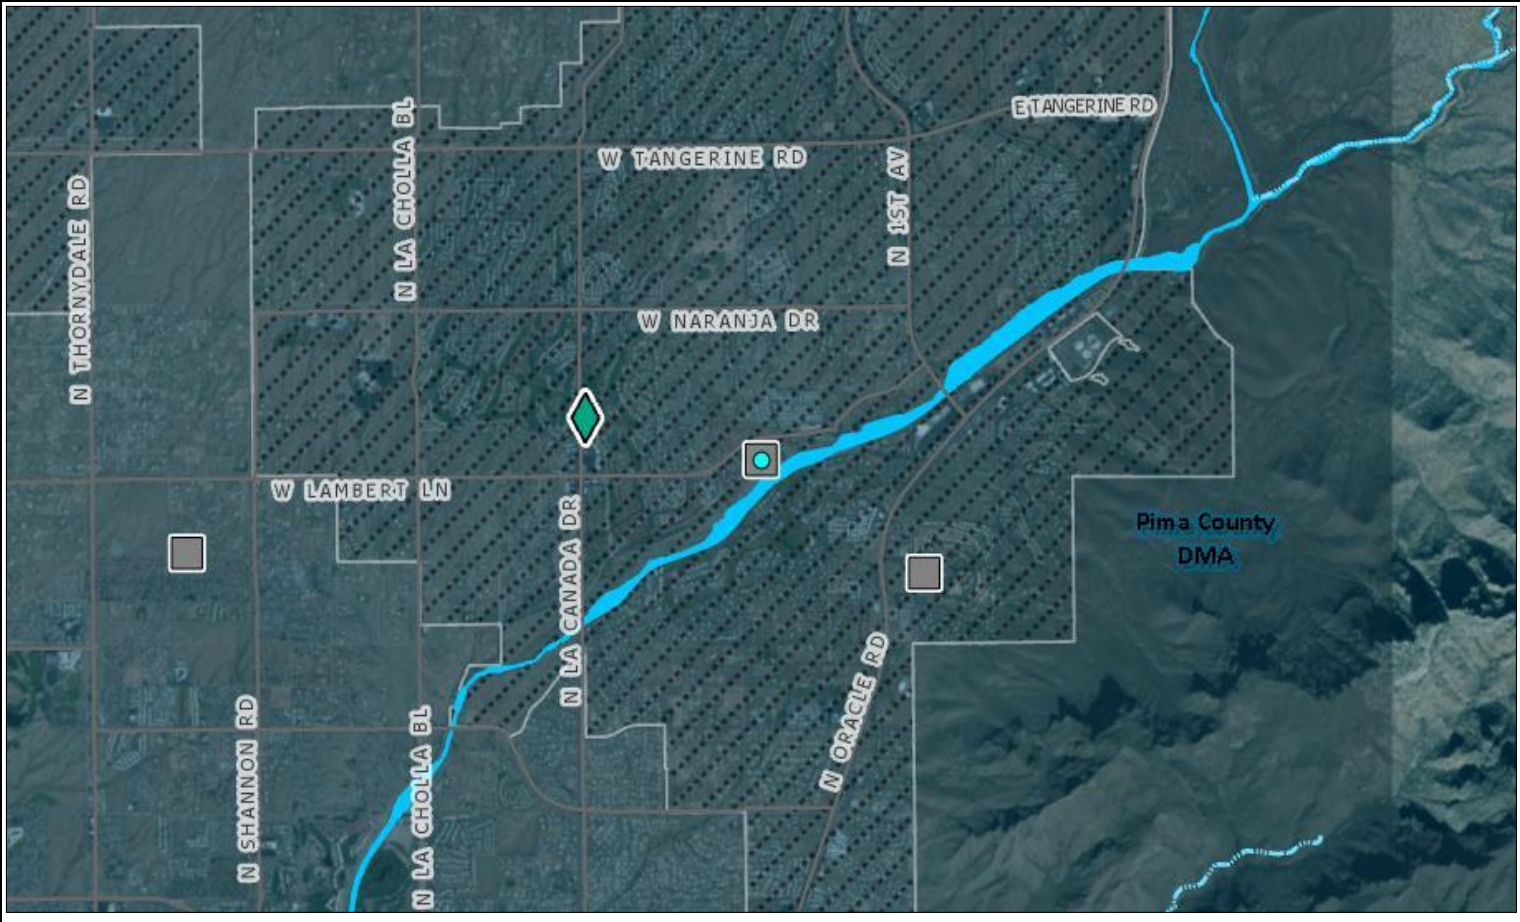 E TANGERINE RD
W TANGERINE RD
N LA CHOLLA BL
N 1ST AV
N THORNYDALE RD
W NARANJA DR
W LAMBERT LN
N LA CANADA DR
Pima County
DMA
N ORACLE RD
N SHANNON RD
N LA CHOLLA BL